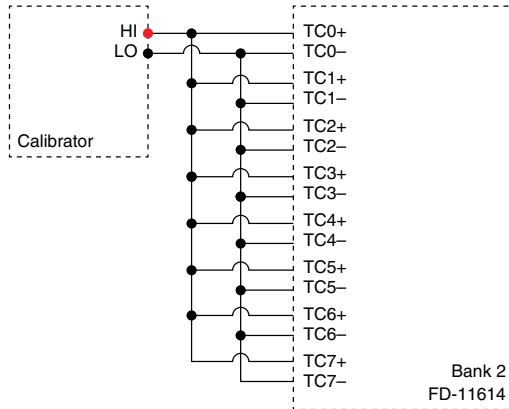 HI
LO
Calibrator
TC0+
TC0–
TC1+
TC1–
TC2+
TC2–
TC3+
TC3–
TC4+
TC4–
TC5+
TC5–
TC6+
TC6–
TC7+
TC7–
Bank 2
FD-11614